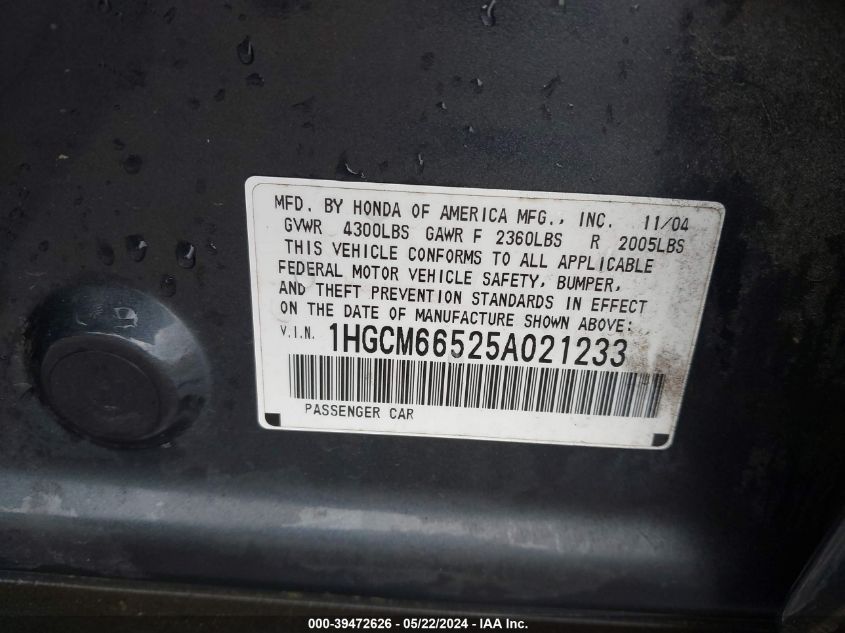 MFD. BY HONDA OF AMERICA MFG., INC. 11/04
GVWR 4300LBS GAWR F 2360LBS R 2005LBS
THIS VEHICLE CONFORMS TO ALL APPLICABLE
FEDERAL MOTOR VEHICLE SAFETY, BUMPER,
AND THEFT PREVENTION STANDARDS IN EFFECT
ON THE DATE OF MANUFACTURE SHOWN ABOVE:
V.I.N. 1HGCM66525A021233
PASSENGER CAR
000-39472626 - 05/22/2024 - IAA Inc.